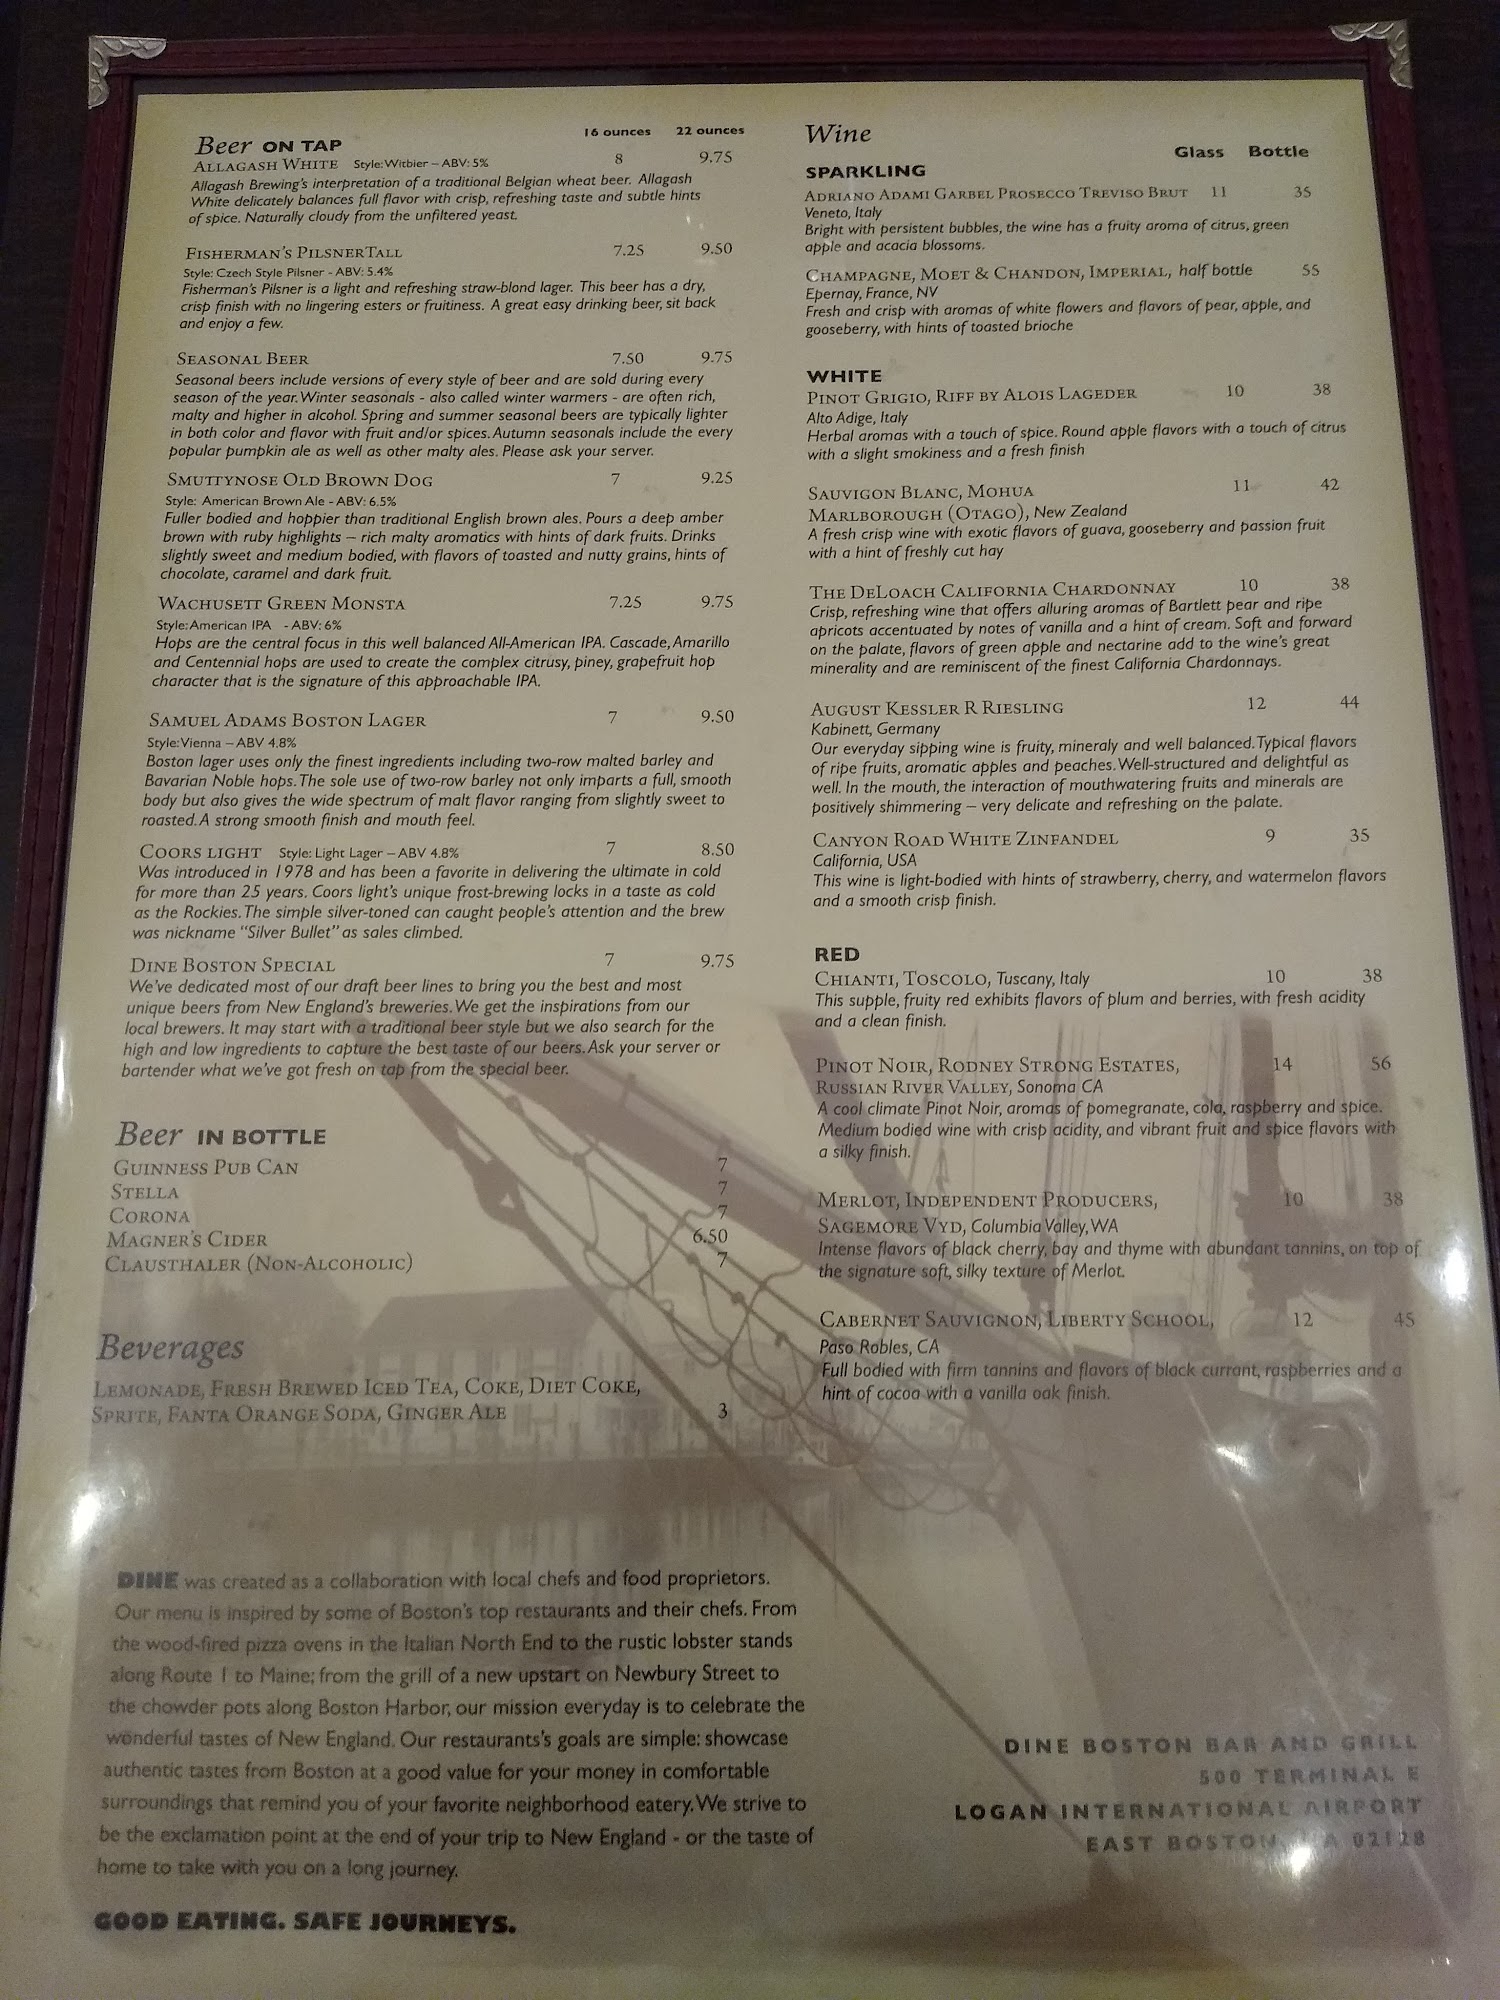 Beer ON TAP 16 ounces 22 ounces
ALLAGASH WHITE Style: Witbier – ABV: 5% 8 9.75
Allagash Brewing's interpretation of a traditional Belgian wheat beer. Allagash
White delicately balances full flavor with crisp, refreshing taste and subtle hints
of spice. Naturally cloudy from the unfiltered yeast.
FISHERMAN'S PILSNER TALL 7.25 9.50
Style: Czech Style Pilsner - ABV: 5.4%
Fisherman's Pilsner is a light and refreshing straw-blond lager. This beer has a dry,
crisp finish with no lingering esters or fruitiness. A great easy drinking beer, sit back
and enjoy a few.
SEASONAL BEER 7.50 9.75
Seasonal beers include versions of every style of beer and are sold during every
season of the year. Winter seasonals - also called winter warmers - are often rich,
malty and higher in alcohol. Spring and summer seasonal beers are typically lighter
in both color and flavor with fruit and/or spices. Autumn seasonals include the every
popular pumpkin ale as well as other malty ales. Please ask your server.
SMUTTYNOSE OLD BROWN DOG 7 9.25
Style: American Brown Ale - ABV: 6.5%
Fuller bodied and hoppier than traditional English brown ales. Pours a deep amber
brown with ruby highlights – rich malty aromatics with hints of dark fruits. Drinks
slightly sweet and medium bodied, with flavors of toasted and nutty grains, hints of
chocolate, caramel and dark fruit.
WACHUSETT GREEN MONSTA 7.25 9.75
Style: American IPA - ABV: 6%
Hops are the central focus in this well balanced All-American IPA. Cascade, Amarillo
and Centennial hops are used to create the complex citrusy, piney, grapefruit hop
character that is the signature of this approachable IPA.
SAMUEL ADAMS BOSTON LAGER 7 9.50
Style: Vienna – ABV 4.8%
Boston lager uses only the finest ingredients including two-row malted barley and
Bavarian Noble hops. The sole use of two-row barley not only imparts a full, smooth
body but also gives the wide spectrum of malt flavor ranging from slightly sweet to
roasted. A strong smooth finish and mouth feel.
COORS LIGHT Style: Light Lager – ABV 4.8% 7 8.50
Was introduced in 1978 and has been a favorite in delivering the ultimate in cold
for more than 25 years. Coors light's unique frost-brewing locks in a taste as cold
as the Rockies. The simple silver-toned can caught people's attention and the brew
was nickname "Silver Bullet" as sales climbed.
DINE BOSTON SPECIAL 7 9.75
We've dedicated most of our draft beer lines to bring you the best and most
unique beers from New England's breweries. We get the inspirations from our
local brewers. It may start with a traditional beer style but we also search for the
high and low ingredients to capture the best taste of our beers. Ask your server or
bartender what we've got fresh on tap from the special beer.
Beer IN BOTTLE
GUINNESS PUB CAN 7
STELLA 7
CORONA 7
MAGNER'S CIDER 6.50
CLAUSTHALER (NON-ALCOHOLIC) 7
Beverages
LEMONADE, FRESH BREWED ICED TEA, COKE, DIET COKE,
SPRITE, FANTA ORANGE SODA, GINGER ALE 3
DINE was created as a collaboration with local chefs and food proprietors.
Our menu is inspired by some of Boston's top restaurants and their chefs. From
the wood-fired pizza ovens in the Italian North End to the rustic lobster stands
along Route 1 to Maine; from the grill of a new upstart on Newbury Street to
the chowder pots along Boston Harbor, our mission everyday is to celebrate the
wonderful tastes of New England. Our restaurants's goals are simple: showcase
authentic tastes from Boston at a good value for your money in comfortable
surroundings that remind you of your favorite neighborhood eatery. We strive to
be the exclamation point at the end of your trip to New England - or the taste of
home to take with you on a long journey.
GOOD EATING. SAFE JOURNEYS.
Wine
Glass Bottle
SPARKLING
ADRIANO ADAMI GARBEL PROSECCO TREVISO BRUT 11 35
Veneto, Italy
Bright with persistent bubbles, the wine has a fruity aroma of citrus, green
apple and acacia blossoms.
CHAMPAGNE, MOET & CHANDON, IMPERIAL, half bottle 55
Epernay, France, NV
Fresh and crisp with aromas of white flowers and flavors of pear, apple, and
gooseberry, with hints of toasted brioche
WHITE
PINOT GRIGIO, RIFF BY ALOIS LAGEDER 10 38
Alto Adige, Italy
Herbal aromas with a touch of spice. Round apple flavors with a touch of citrus
with a slight smokiness and a fresh finish
SAUVIGON BLANC, MOHUA 11 42
MARLBOROUGH (OTAGO), New Zealand
A fresh crisp wine with exotic flavors of guava, gooseberry and passion fruit
with a hint of freshly cut hay
THE DELOACH CALIFORNIA CHARDONNAY 10 38
Crisp, refreshing wine that offers alluring aromas of Bartlett pear and ripe
apricots accentuated by notes of vanilla and a hint of cream. Soft and forward
on the palate, flavors of green apple and nectarine add to the wine's great
minerality and are reminiscent of the finest California Chardonnays.
AUGUST KESSLER R RIESLING 12 44
Kabinett, Germany
Our everyday sipping wine is fruity, mineraly and well balanced. Typical flavors
of ripe fruits, aromatic apples and peaches. Well-structured and delightful as
well. In the mouth, the interaction of mouthwatering fruits and minerals are
positively shimmering – very delicate and refreshing on the palate.
CANYON ROAD WHITE ZINFANDEL 9 35
California, USA
This wine is light-bodied with hints of strawberry, cherry, and watermelon flavors
and a smooth crisp finish.
RED
CHIANTI, TOSCOLO, Tuscany, Italy 10 38
This supple, fruity red exhibits flavors of plum and berries, with fresh acidity
and a clean finish.
PINOT NOIR, RODNEY STRONG ESTATES, 14 56
RUSSIAN RIVER VALLEY, Sonoma CA
A cool climate Pinot Noir, aromas of pomegranate, cola, raspberry and spice.
Medium bodied wine with crisp acidity, and vibrant fruit and spice flavors with
a silky finish.
MERLOT, INDEPENDENT PRODUCERS, 10 38
SAGEMORE VYD, Columbia Valley, WA
Intense flavors of black cherry, bay and thyme with abundant tannins, on top of
the signature soft, silky texture of Merlot.
CABERNET SAUVIGNON, LIBERTY SCHOOL, 12 45
Paso Robles, CA
Full bodied with firm tannins and flavors of black currant, raspberries and a
hint of cocoa with a vanilla oak finish.
DINE BOSTON BAR AND GRILL
500 TERMINAL E
LOGAN INTERNATIONAL AIRPORT
EAST BOSTON, MA 02128